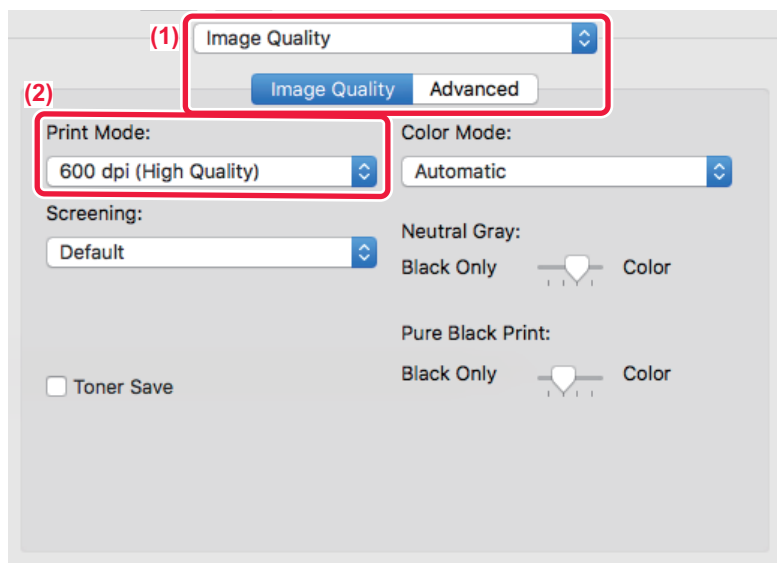 (1)
Image Quality
Image Quality Advanced
(2)
Print Mode:
600 dpi (High Quality)
Screening:
Default
Toner Save
Color Mode:
Automatic
Neutral Gray:
Black Only Color
Pure Black Print:
Black Only Color